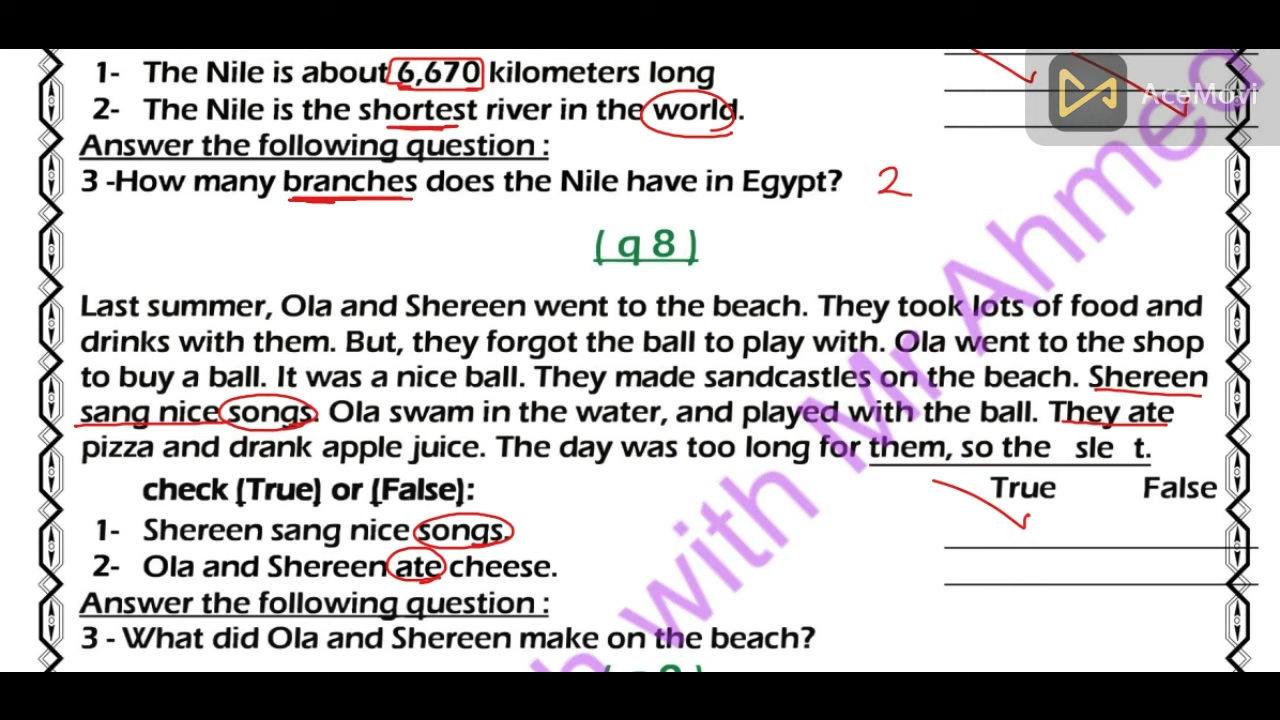 1- The Nile is about 6,670 kilometers long
2- The Nile is the shortest river in the world.
AceMovi
Answer the following question :
3 -How many branches does the Nile have in Egypt? 2
( q 8 )
Last summer, Ola and Shereen went to the beach. They took lots of food and
drinks with them. But, they forgot the ball to play with. Ola went to the shop
to buy a ball. It was a nice ball. They made sandcastles on the beach. Shereen
sang nice songs. Ola swam in the water, and played with the ball. They ate
pizza and drank apple juice. The day was too long for them, so the sle t.
check (True) or (False): True False
1- Shereen sang nice songs.
2- Ola and Shereen ate cheese.
Answer the following question :
3 - What did Ola and Shereen make on the beach?
with Mr Ahmed